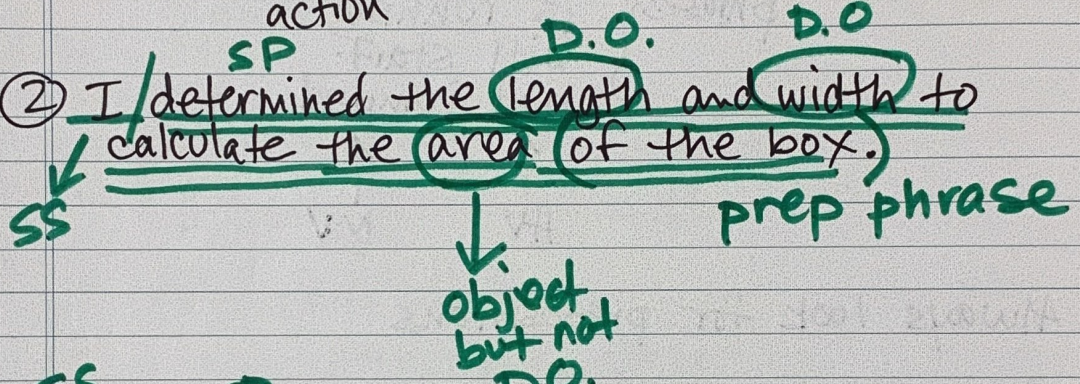 action
SP D.O. D.O
② I/determined the length and width to
calculate the area (of the box.)
SS
prep phrase
object
but not
D.O.
SS